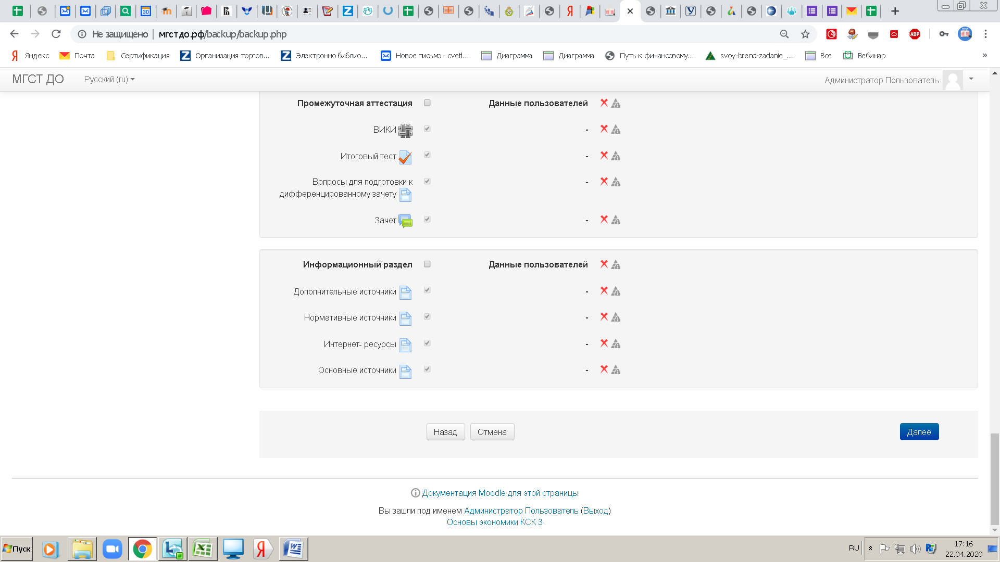 Не защищено | мгстдо.рф/backup/backup.php
Яндекс Почта Сертификация Организация торгов... Электронно библио... Новое письмо - cvetl... Диаграмма Диаграмма Путь к финансовому... svoy-brend-zadanie_... Все Вебинар »
МГСТ ДО Русский (ru) Администратор Пользователь
Промежуточная аттестация Данные пользователей
ВИКИ -
Итоговый тест -
Вопросы для подготовки к -
дифференцированному зачету
Зачет -
Информационный раздел Данные пользователей
Дополнительные источники -
Нормативные источники -
Интернет- ресурсы -
Основные источники -
Назад Отмена Далее
Документация Moodle для этой страницы
Вы зашли под именем Администратор Пользователь (Выход)
Основы экономики КСК 3
Пуск RU 17:16
22.04.2020